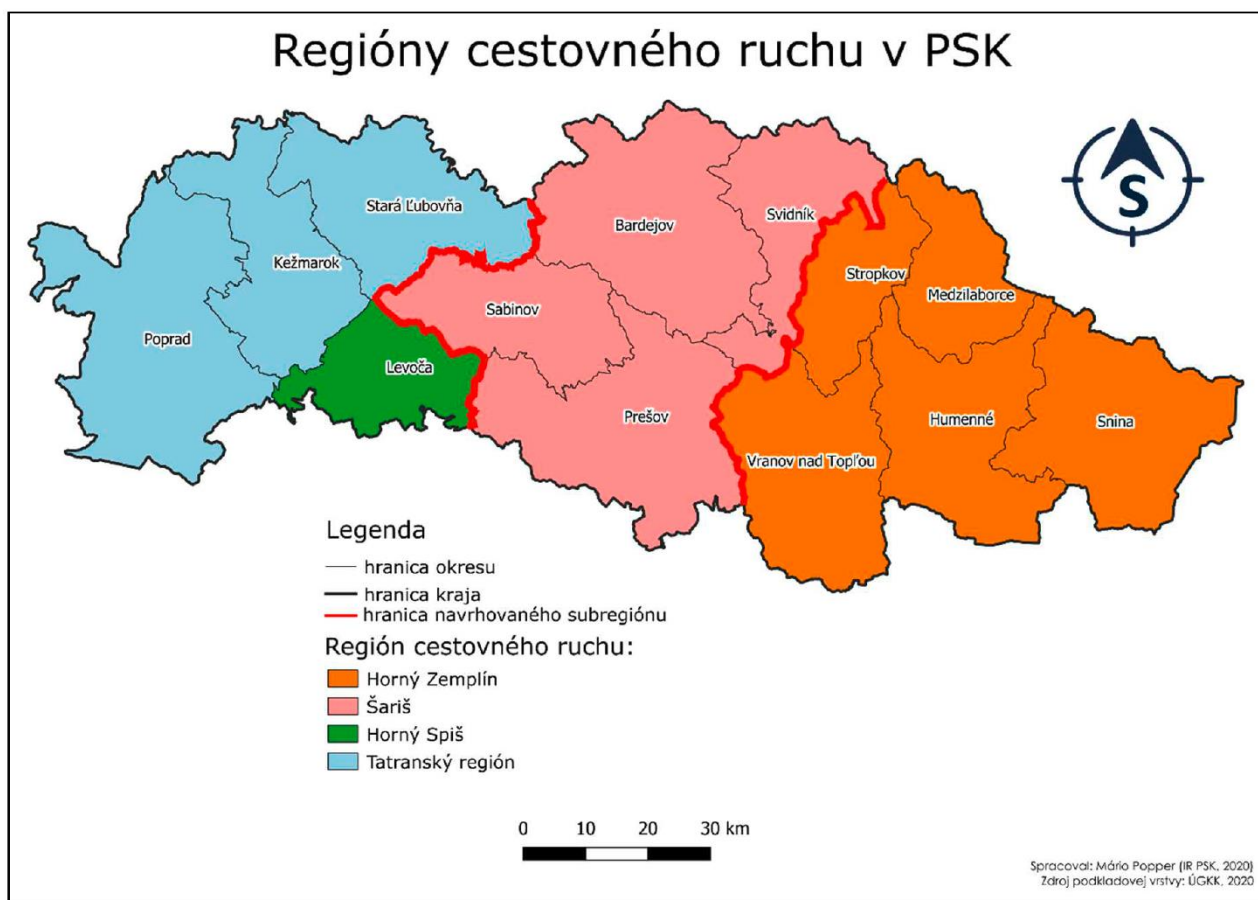 Regióny cestovného ruchu v PSK
S
Stará Ľubovňa
Bardejov
Svidník
Kežmarok
Stropkov
Medzilaborce
Sabinov
Poprad
Levoča
Prešov
Humenné
Snina
Vranov nad Topľou
Legenda
hranica okresu
hranica kraja
hranica navrhovaného subregiónu
Región cestovného ruchu:
Horný Zemplín
Šariš
Horný Spiš
Tatranský región
0 10 20 30 km
Spracoval: Mário Popper (IR PSK, 2020)
Zdroj podkladovej vrstvy: ÚGKK, 2020